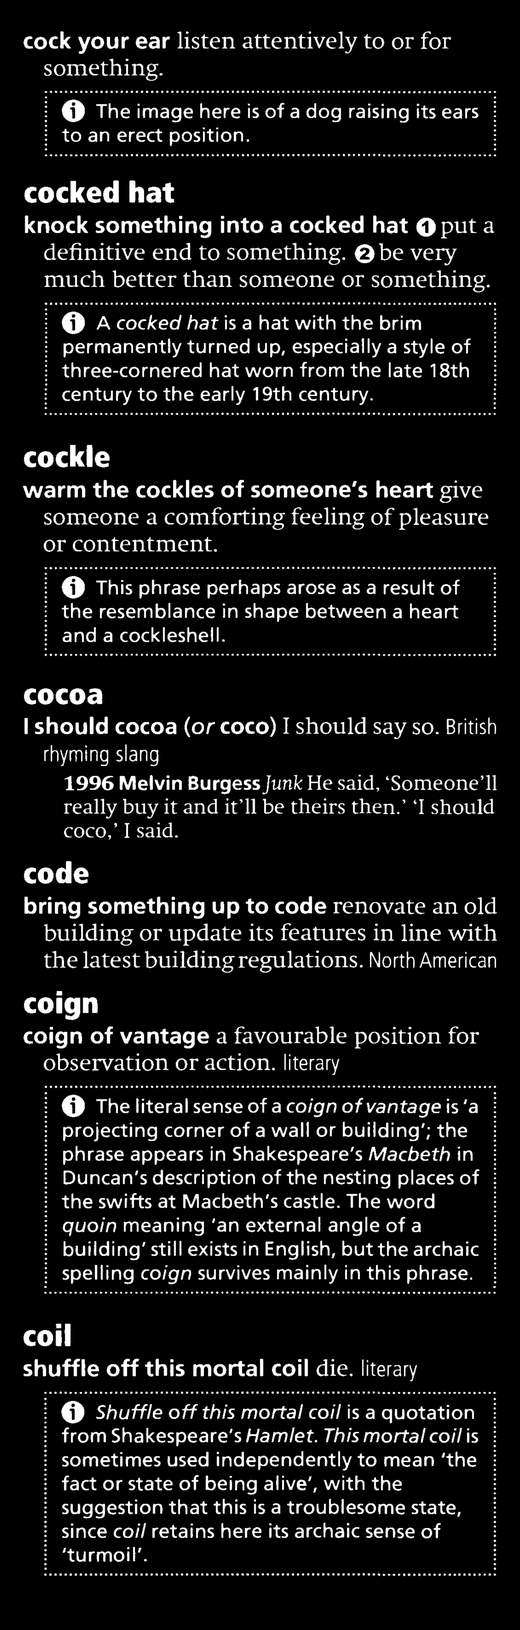 cock your ear listen attentively to or for
something.
ⓘ The image here is of a dog raising its ears
to an erect position.
cocked hat
knock something into a cocked hat ❶ put a
definitive end to something. ❷ be very
much better than someone or something.
ⓘ A cocked hat is a hat with the brim
permanently turned up, especially a style of
three-cornered hat worn from the late 18th
century to the early 19th century.
cockle
warm the cockles of someone's heart give
someone a comforting feeling of pleasure
or contentment.
ⓘ This phrase perhaps arose as a result of
the resemblance in shape between a heart
and a cockleshell.
cocoa
I should cocoa (or coco) I should say so. British
rhyming slang
1996 Melvin Burgess Junk He said, 'Someone'll
really buy it and it'll be theirs then.' 'I should
coco,' I said.
code
bring something up to code renovate an old
building or update its features in line with
the latest building regulations. North American
coign
coign of vantage a favourable position for
observation or action. literary
ⓘ The literal sense of a coign of vantage is 'a
projecting corner of a wall or building'; the
phrase appears in Shakespeare's Macbeth in
Duncan's description of the nesting places of
the swifts at Macbeth's castle. The word
quoin meaning 'an external angle of a
building' still exists in English, but the archaic
spelling coign survives mainly in this phrase.
coil
shuffle off this mortal coil die. literary
ⓘ Shuffle off this mortal coil is a quotation
from Shakespeare's Hamlet. This mortal coil is
sometimes used independently to mean 'the
fact or state of being alive', with the
suggestion that this is a troublesome state,
since coil retains here its archaic sense of
'turmoil'.